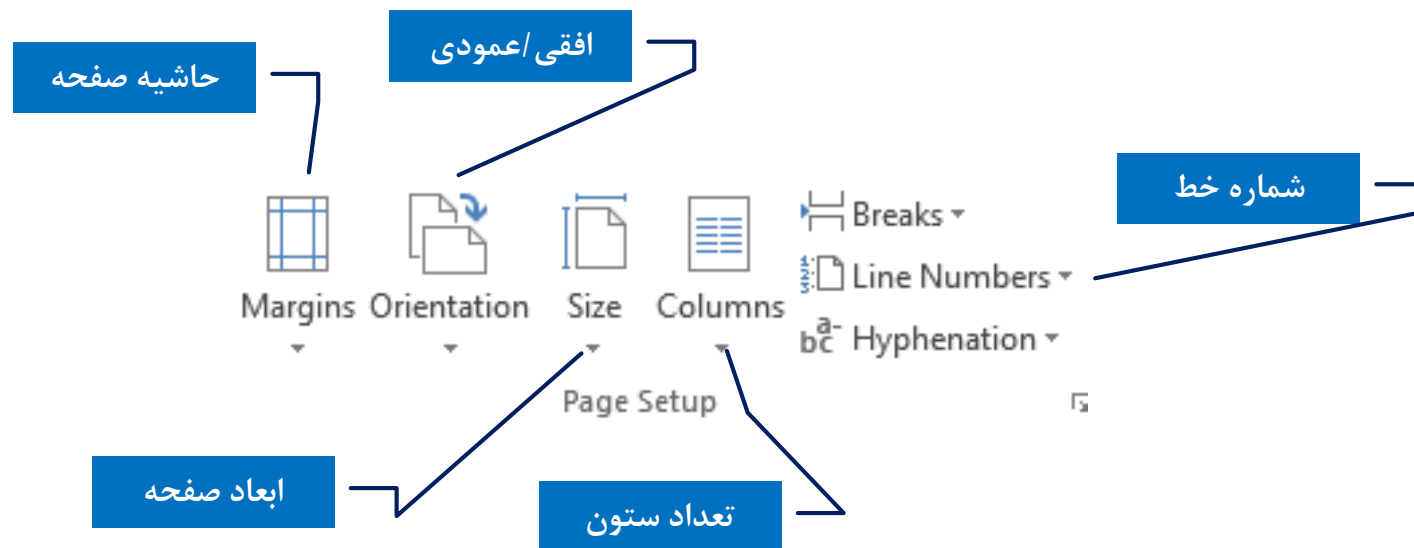 افقی/عمودی
حاشیه صفحه
شماره خط
Breaks
Line Numbers
Margins Orientation Size Columns
Hyphenation
Page Setup
ابعاد صفحه
تعداد ستون